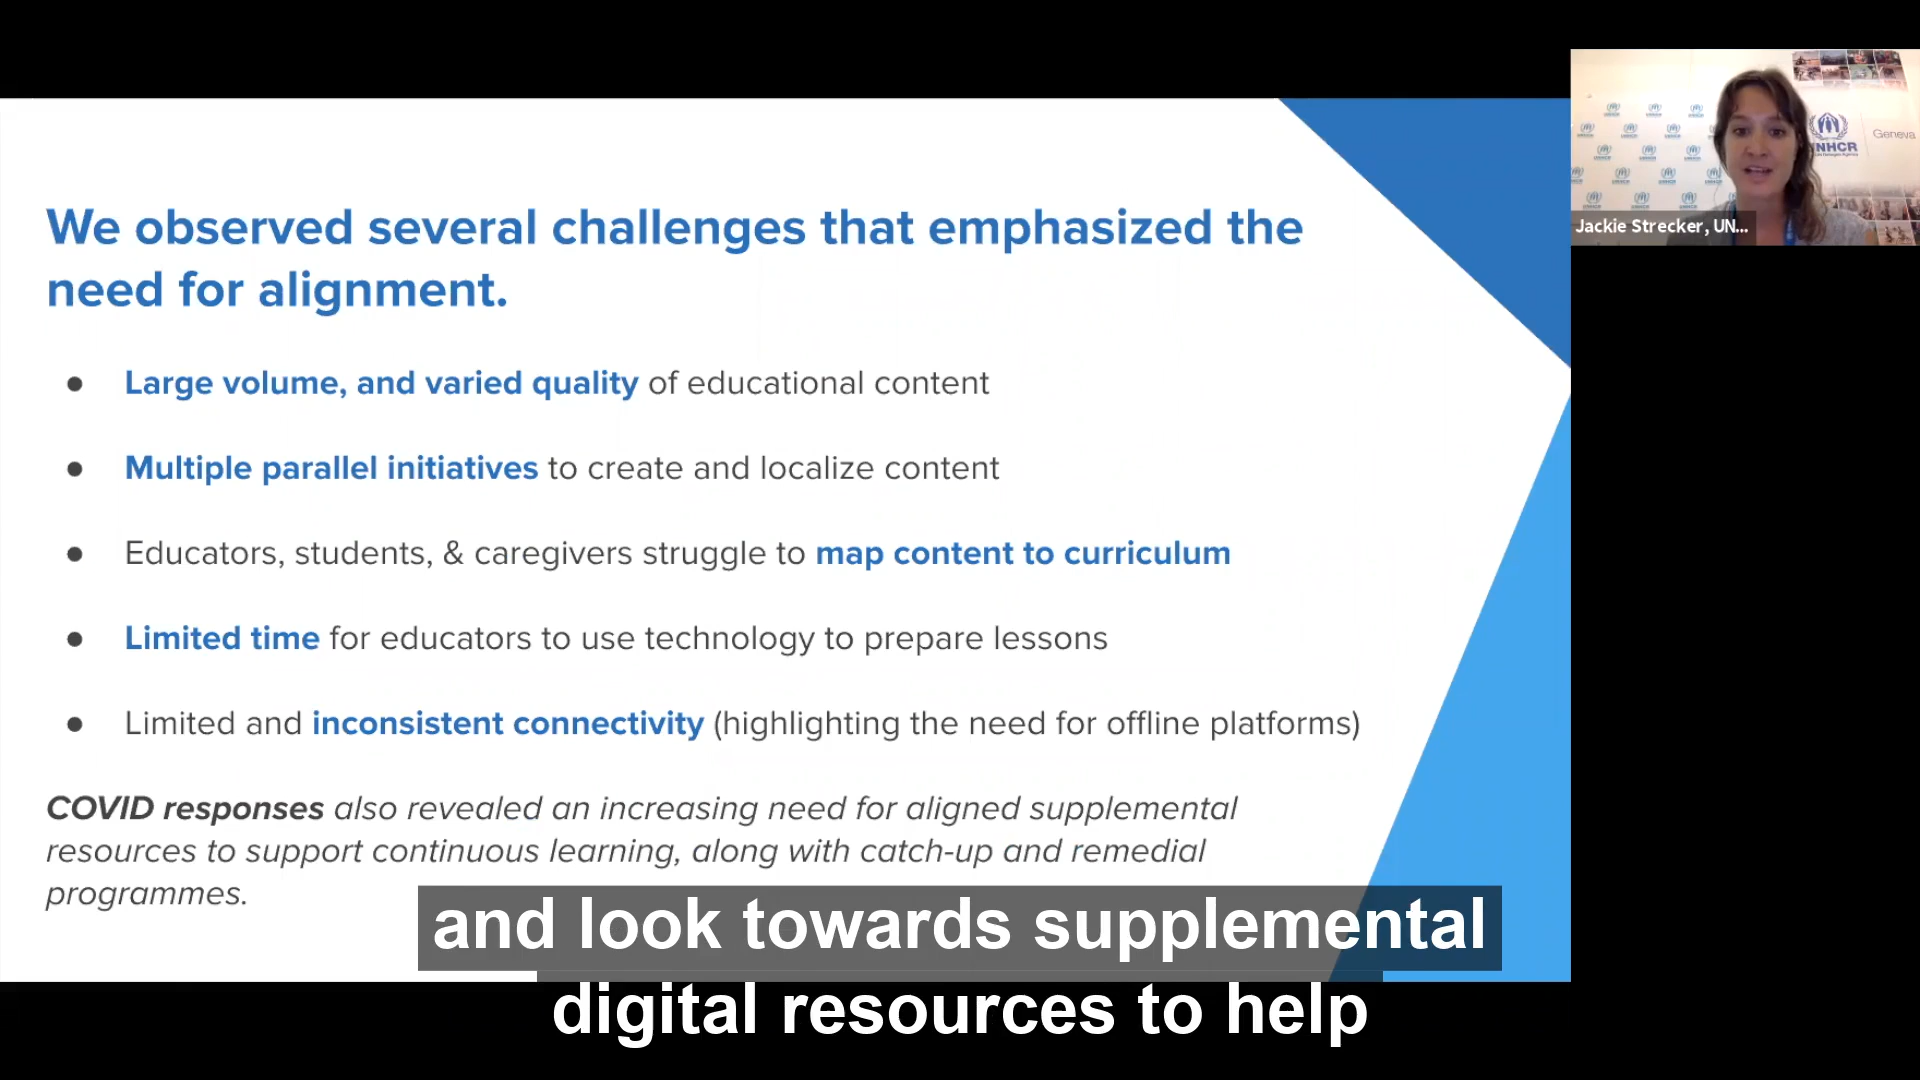 We observed several challenges that emphasized the
need for alignment.
● Large volume, and varied quality of educational content
● Multiple parallel initiatives to create and localize content
● Educators, students, & caregivers struggle to map content to curriculum
● Limited time for educators to use technology to prepare lessons
● Limited and inconsistent connectivity (highlighting the need for offline platforms)
COVID responses also revealed an increasing need for aligned supplemental
resources to support continuous learning, along with catch-up and remedial
programmes.
Geneva
NHCR
Jackie Strecker, UN...
and look towards supplemental
digital resources to help